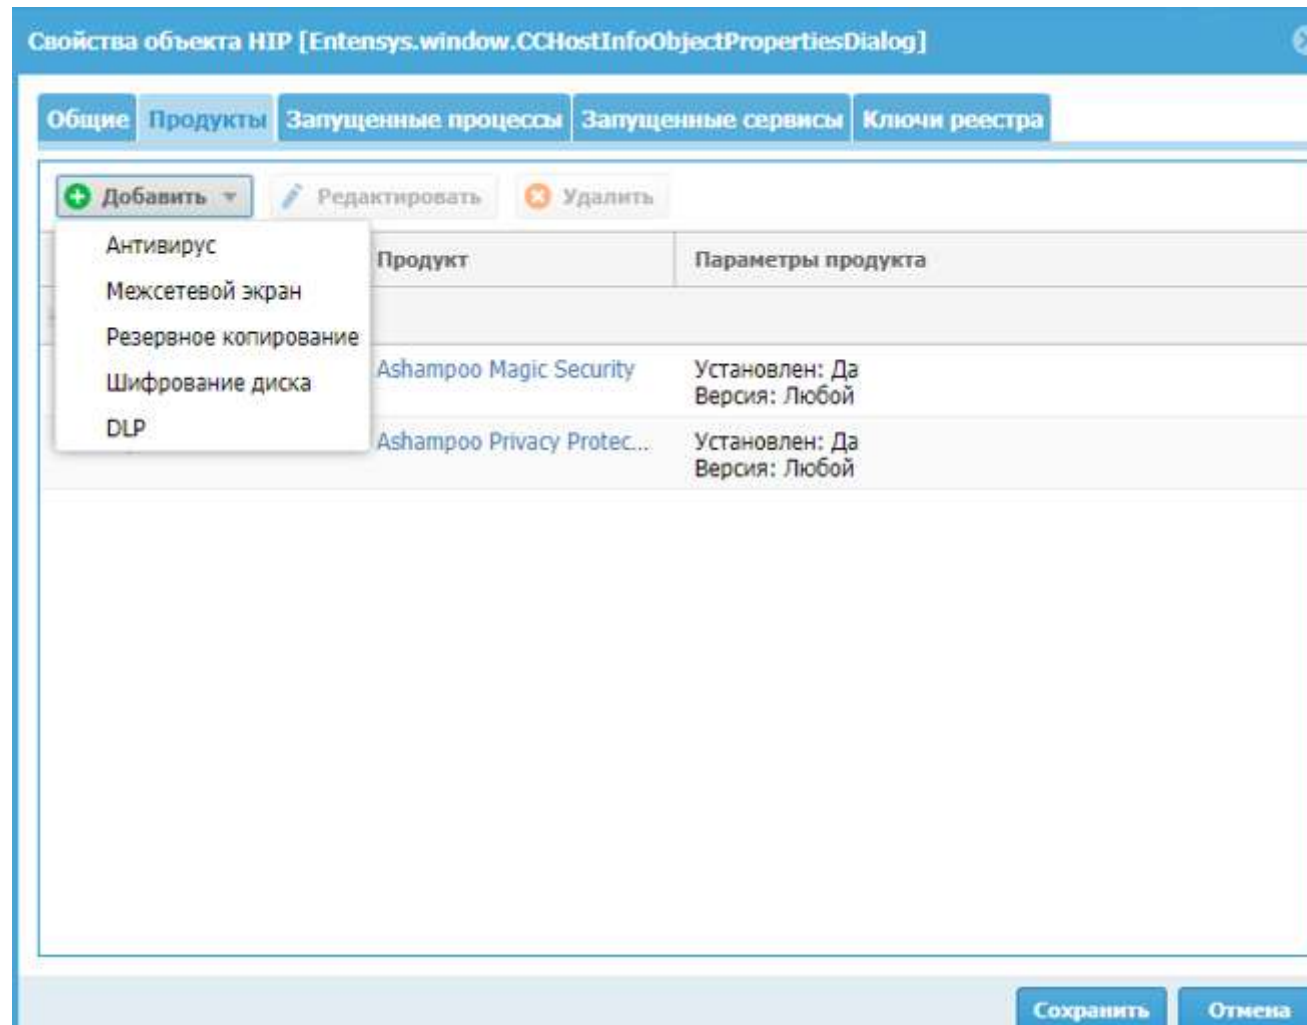 Свойства объекта HIP [Entensys.window.CCHostInfoObjectPropertiesDialog]
Общие Продукты Запущенные процессы Запущенные сервисы Ключи реестра
Добавить Редактировать Удалить
Антивирус
Межсетевой экран
Резервное копирование
Шифрование диска
DLP
Продукт Параметры продукта
Ashampoo Magic Security Установлен: Да
Версия: Любой
Ashampoo Privacy Protec... Установлен: Да
Версия: Любой
Сохранить Отмена